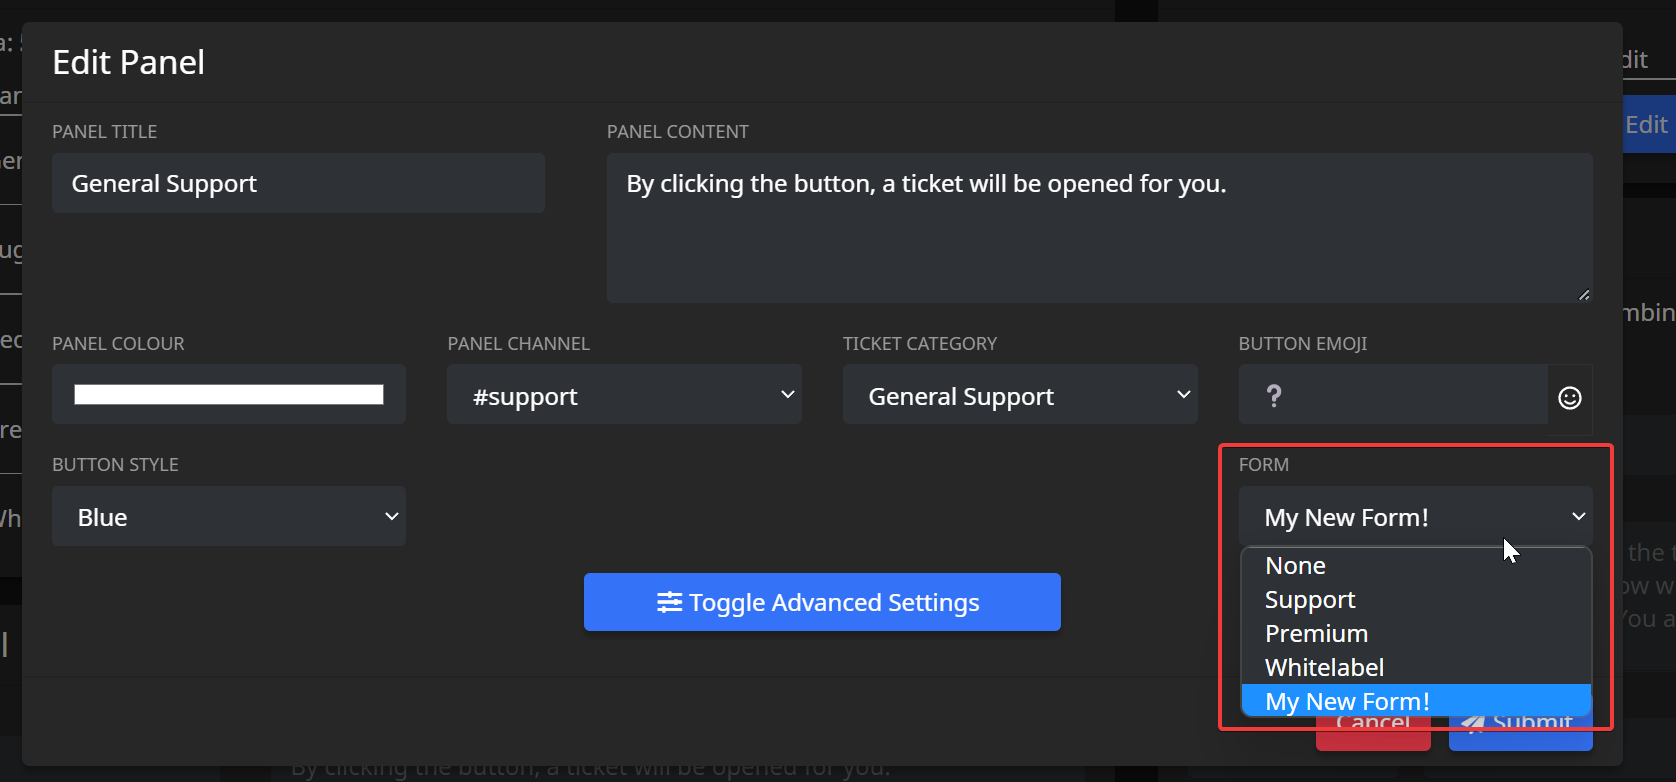 Edit Panel
PANEL TITLE
PANEL CONTENT
General Support
By clicking the button, a ticket will be opened for you.
PANEL COLOUR
PANEL CHANNEL
TICKET CATEGORY
BUTTON EMOJI
#support
General Support
?
BUTTON STYLE
FORM
Blue
My New Form!
None
Support
Premium
Whitelabel
My New Form!
Toggle Advanced Settings
Cancel
Submit
Edit
the
By clicking the button, a ticket will be opened for you.